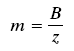 m = B/z